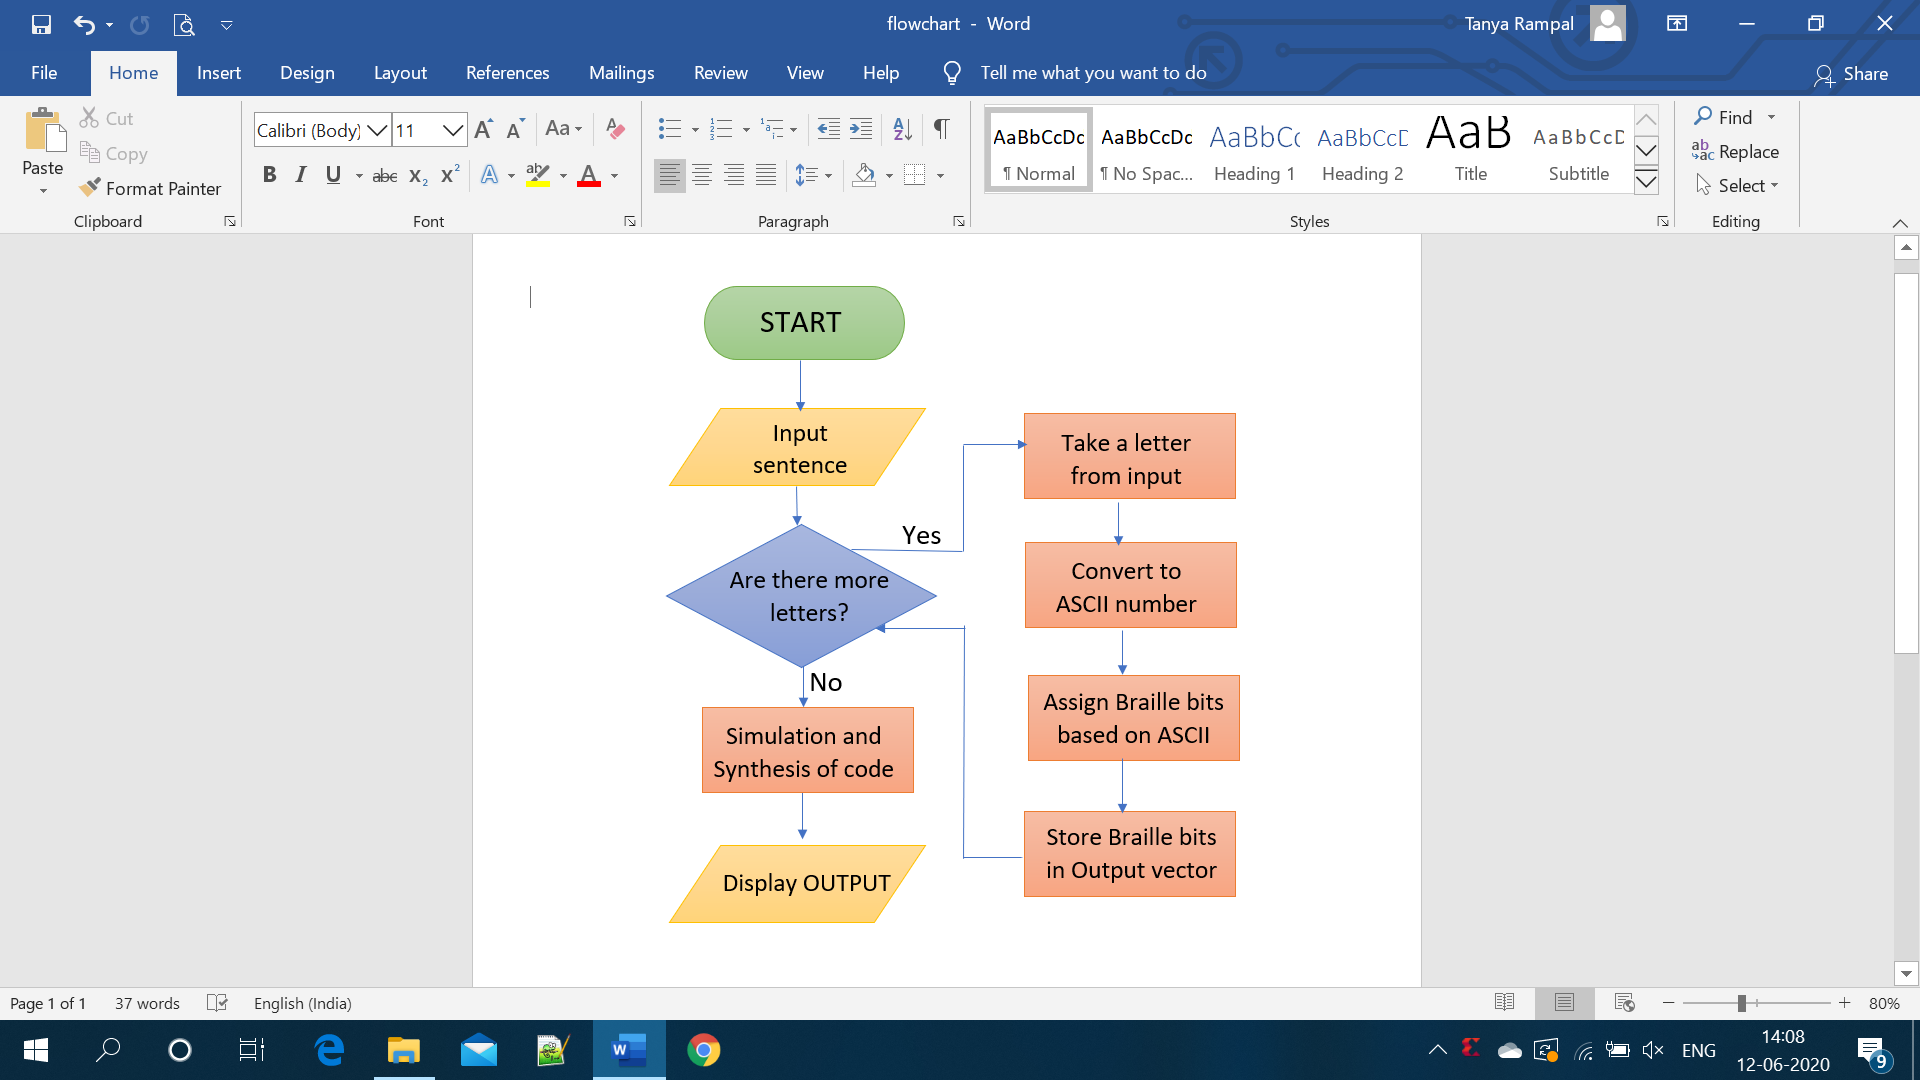 flowchart - Word
Tanya Rampal
File Home Insert Design Layout References Mailings Review View Help Tell me what you want to do Share
Paste
Cut
Copy
Format Painter
Clipboard
Calibri (Body) 11
Aa
B I U abc X₂ X² A ab A
Font
Paragraph
AaBbCcDc AaBbCcDc AaBbCc AaBbCcD AaB AaBbCcD
¶ Normal ¶ No Spac... Heading 1 Heading 2 Title Subtitle
Styles
Find
Replace
Select
Editing
START
Input
sentence
Are there more
letters?
Yes
No
Simulation and
Synthesis of code
Display OUTPUT
Take a letter
from input
Convert to
ASCII number
Assign Braille bits
based on ASCII
Store Braille bits
in Output vector
Page 1 of 1 37 words English (India) 80%
ENG
14:08
12-06-2020
9